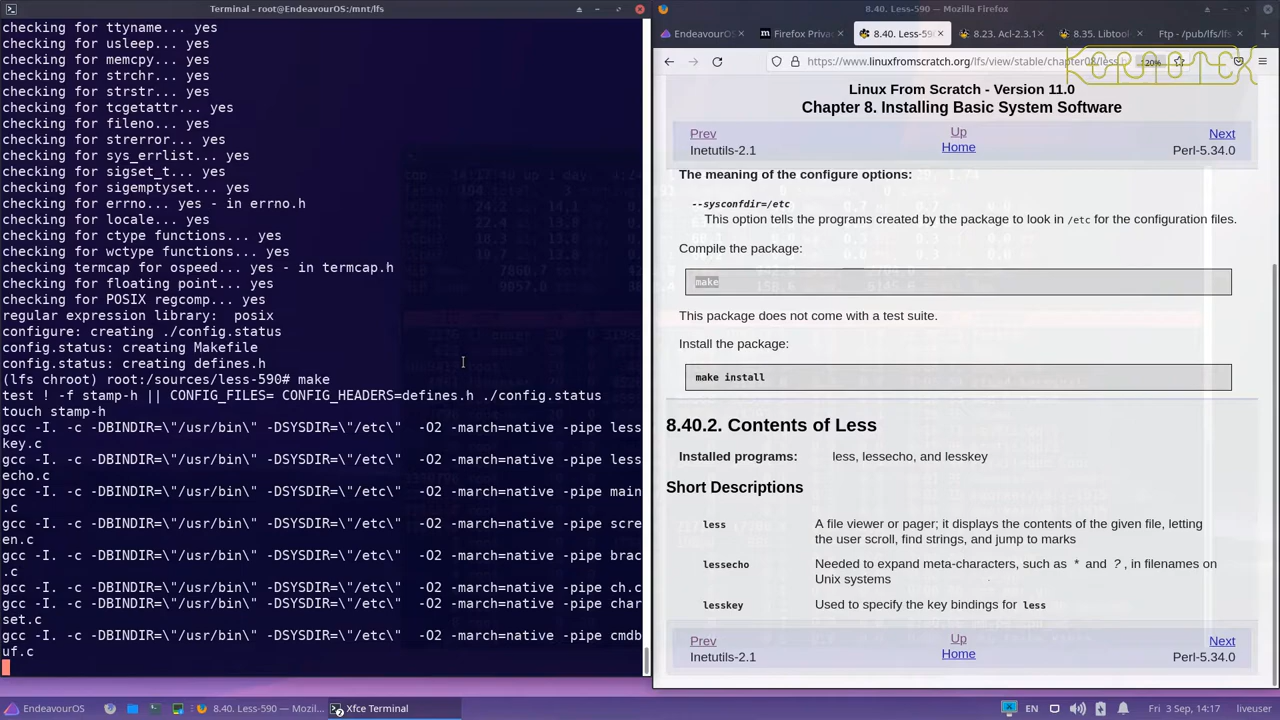 Terminal - root@EndeavourOS:/mnt/lfs
checking for ttyname... yes
checking for usleep... yes
checking for memcpy... yes
checking for strchr... yes
checking for strstr... yes
checking for tcgetattr... yes
checking for fileno... yes
checking for strerror... yes
checking for sys_errlist... yes
checking for sigset_t... yes
checking for sigemptyset... yes
checking for errno... yes - in errno.h
checking for locale... yes
checking for ctype functions... yes
checking for wctype functions... yes
checking termcap for ospeed... yes - in termcap.h
checking for floating point... yes
checking for POSIX regcomp... yes
regular expression library:  posix
configure: creating ./config.status
config.status: creating Makefile
config.status: creating defines.h
(lfs chroot) root:/sources/less-590# make
test ! -f stamp-h || CONFIG_FILES= CONFIG_HEADERS=defines.h ./config.status
touch stamp-h
gcc -I. -c -DBINDIR=\"/usr/bin\" -DSYSDIR=\"/etc\"  -O2 -march=native -pipe less
key.c
gcc -I. -c -DBINDIR=\"/usr/bin\" -DSYSDIR=\"/etc\"  -O2 -march=native -pipe less
echo.c
gcc -I. -c -DBINDIR=\"/usr/bin\" -DSYSDIR=\"/etc\"  -O2 -march=native -pipe main
.c
gcc -I. -c -DBINDIR=\"/usr/bin\" -DSYSDIR=\"/etc\"  -O2 -march=native -pipe scre
en.c
gcc -I. -c -DBINDIR=\"/usr/bin\" -DSYSDIR=\"/etc\"  -O2 -march=native -pipe brac
.c
gcc -I. -c -DBINDIR=\"/usr/bin\" -DSYSDIR=\"/etc\"  -O2 -march=native -pipe ch.c
gcc -I. -c -DBINDIR=\"/usr/bin\" -DSYSDIR=\"/etc\"  -O2 -march=native -pipe char
set.c
gcc -I. -c -DBINDIR=\"/usr/bin\" -DSYSDIR=\"/etc\"  -O2 -march=native -pipe cmdb
uf.c
8.40. Less-590 — Mozilla Firefox
EndeavourOS
Firefox Privac
8.40. Less-590
8.23. Acl-2.3.1
8.35. Libtool
Ftp - /pub/lfs/lfs
https://www.linuxfromscratch.org/lfs/view/stable/chapter08/less
120%
Linux From Scratch - Version 11.0
Chapter 8. Installing Basic System Software
Prev Up Next
Inetutils-2.1 Home Perl-5.34.0
The meaning of the configure options:
--sysconfdir=/etc
This option tells the programs created by the package to look in /etc for the configuration files.
Compile the package:
make
This package does not come with a test suite.
Install the package:
make install
8.40.2. Contents of Less
Installed programs: less, lessecho, and lesskey
Short Descriptions
less A file viewer or pager; it displays the contents of the given file, letting
the user scroll, find strings, and jump to marks
lessecho Needed to expand meta-characters, such as * and ?, in filenames on
Unix systems
lesskey Used to specify the key bindings for less
Prev Up Next
Inetutils-2.1 Home Perl-5.34.0
EndeavourOS
8.40. Less-590 — Mozilla...
Xfce Terminal
EN
Fri 3 Sep, 14:17
liveuser